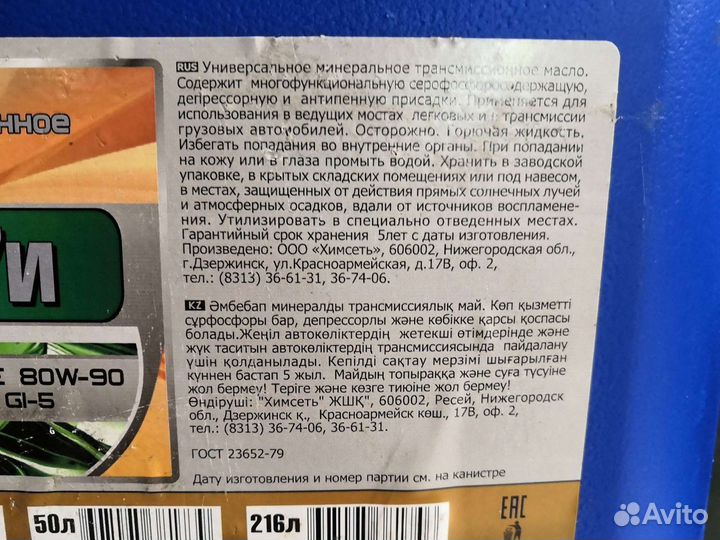 RUS Универсальное минеральное трансмиссионное масло.
Содержит многофункциональную серофосфоросодержащую,
депрессорную и антипенную присадки. Применяется для
использования в ведущих мостах легковых и в трансмиссии
грузовых автомобилей. Осторожно. Горючая жидкость.
Избегать попадания во внутренние органы. При попадании
на кожу или в глаза промыть водой. Хранить в заводской
упаковке, в крытых складских помещениях или под навесом,
в местах, защищенных от действия прямых солнечных лучей
и атмосферных осадков, вдали от источников воспламене-
ния. Утилизировать в специально отведенных местах.
Гарантийный срок хранения 5лет с даты изготовления.
Произведено: ООО «Химсеть», 606002, Нижегородская обл.,
г.Дзержинск, ул.Красноармейская, д.17В, оф. 2,
тел.: (8313) 36-61-31, 36-74-06.
KZ Әмбебап минералды трансмиссиялық май. Көп қызметті
сұрфосфоры бар, депрессорлы және көбікке қарсы қоспасы
болады.Жеңіл автокөліктердің жетекші өтімдерінде және
жүк таситын автокөліктердің трансмиссиясында пайдалану
үшін қолданылады. Кепілді сақтау мерзімі шығарылған
күннен бастап 5 жыл. Майдың топыраққа және суға түсуіне
жол бермеу! Теріге және көзге тиюіне жол бермеу!
Өндіруші: "Химсеть" ЖШҚ", 606002, Ресей, Нижегородск
обл., Дзержинск қ., Красноармейск көш., 17В, оф. 2,
тел.: (8313) 36-74-06, 36-61-31.
ГОСТ 23652-79
Дату изготовления и номер партии см. на канистре
нное
и
E 80W-90
Gl-5
50л
216л
EAC
Avito